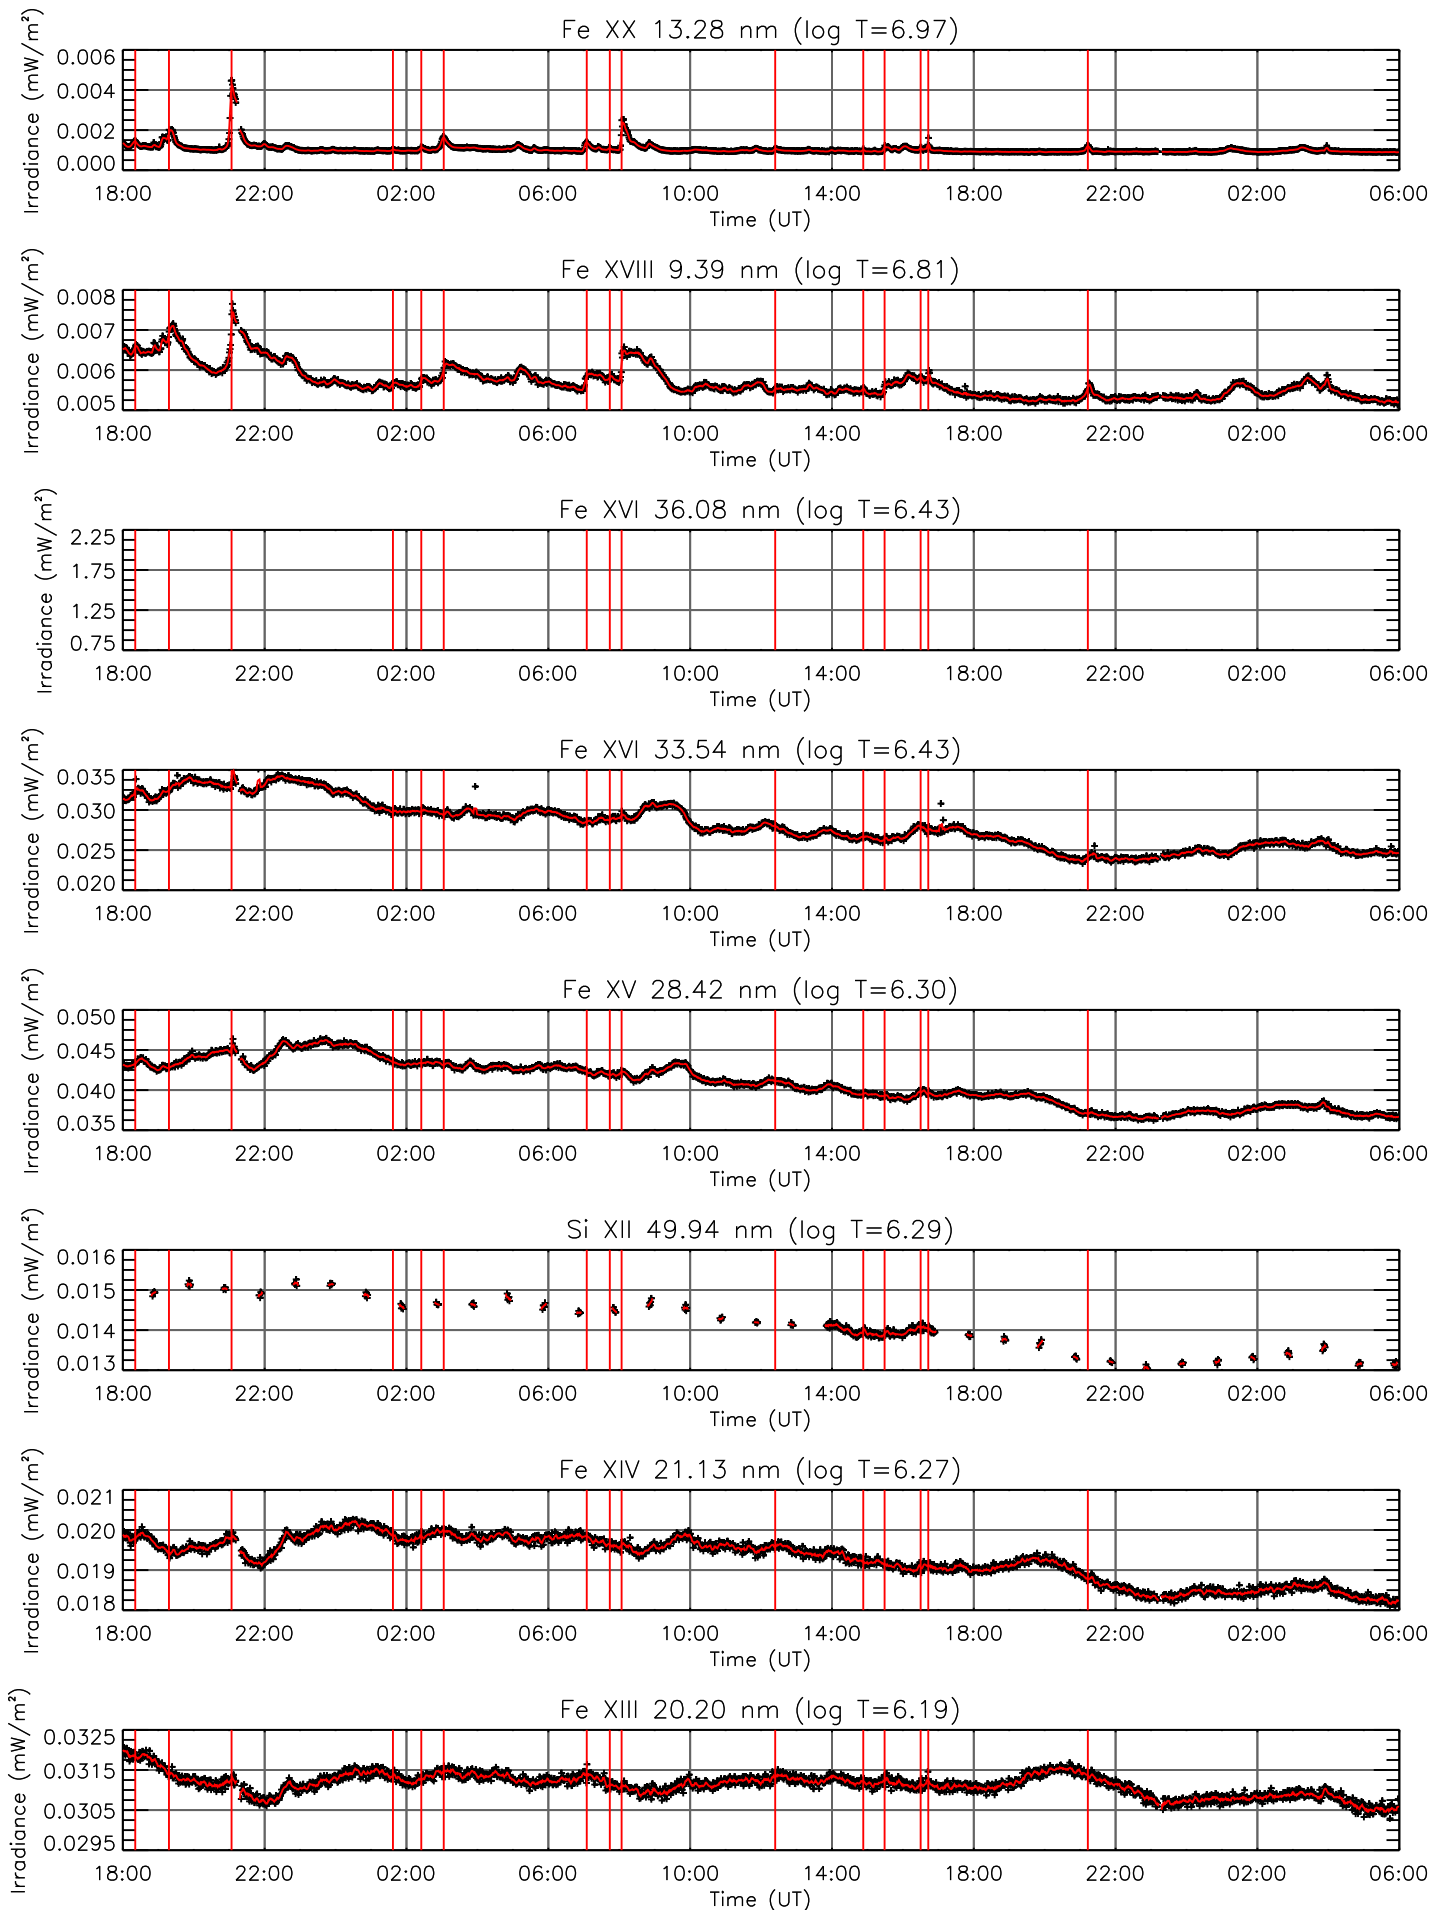 Fe XX 13.28 nm (log T=6.97)
Irradiance (mW/m²)
0.006
0.004
0.002
0.000
18:00 22:00 02:00 06:00 10:00 14:00 18:00 22:00 02:00 06:00
Time (UT)
Fe XVIII 9.39 nm (log T=6.81)
Irradiance (mW/m²)
0.008
0.007
0.006
0.005
18:00 22:00 02:00 06:00 10:00 14:00 18:00 22:00 02:00 06:00
Time (UT)
Fe XVI 36.08 nm (log T=6.43)
Irradiance (mW/m²)
2.25
1.75
1.25
0.75
18:00 22:00 02:00 06:00 10:00 14:00 18:00 22:00 02:00 06:00
Time (UT)
Fe XVI 33.54 nm (log T=6.43)
Irradiance (mW/m²)
0.035
0.030
0.025
0.020
18:00 22:00 02:00 06:00 10:00 14:00 18:00 22:00 02:00 06:00
Time (UT)
Fe XV 28.42 nm (log T=6.30)
Irradiance (mW/m²)
0.050
0.045
0.040
0.035
18:00 22:00 02:00 06:00 10:00 14:00 18:00 22:00 02:00 06:00
Time (UT)
Si XII 49.94 nm (log T=6.29)
Irradiance (mW/m²)
0.016
0.015
0.014
0.013
18:00 22:00 02:00 06:00 10:00 14:00 18:00 22:00 02:00 06:00
Time (UT)
Fe XIV 21.13 nm (log T=6.27)
Irradiance (mW/m²)
0.021
0.020
0.019
0.018
18:00 22:00 02:00 06:00 10:00 14:00 18:00 22:00 02:00 06:00
Time (UT)
Fe XIII 20.20 nm (log T=6.19)
Irradiance (mW/m²)
0.0325
0.0315
0.0305
0.0295
18:00 22:00 02:00 06:00 10:00 14:00 18:00 22:00 02:00 06:00
Time (UT)